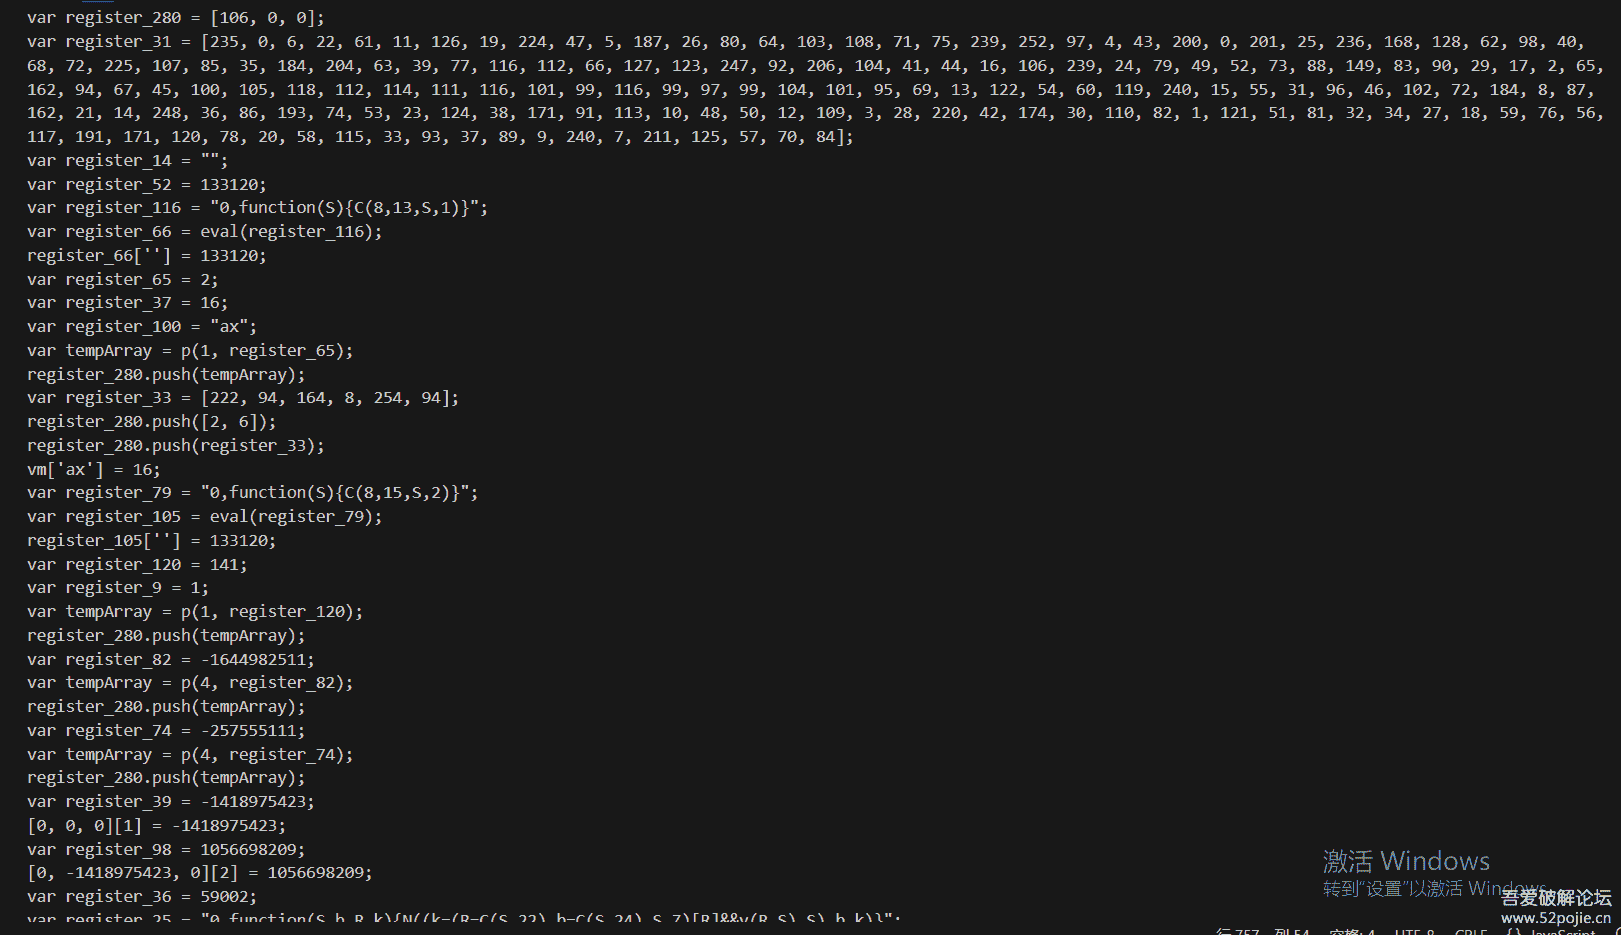 var register_280 = [106, 0, 0];
var register_31 = [235, 0, 6, 22, 61, 11, 126, 19, 224, 47, 5, 187, 26, 80, 64, 103, 108, 71, 75, 239, 252, 97, 4, 43, 200, 0, 201, 25, 236, 168, 128, 62, 98, 40,
68, 72, 225, 107, 85, 35, 184, 204, 63, 39, 77, 116, 112, 66, 127, 123, 247, 92, 206, 104, 41, 44, 16, 106, 239, 24, 79, 49, 52, 73, 88, 149, 83, 90, 29, 17, 2, 65,
162, 94, 67, 45, 100, 105, 118, 112, 114, 111, 116, 101, 99, 116, 99, 97, 99, 104, 101, 95, 69, 13, 122, 54, 60, 119, 240, 15, 55, 31, 96, 46, 102, 72, 184, 8, 87,
162, 21, 14, 248, 36, 86, 193, 74, 53, 23, 124, 38, 171, 91, 113, 10, 48, 50, 12, 109, 3, 28, 220, 42, 174, 30, 110, 82, 1, 121, 51, 81, 32, 34, 27, 18, 59, 76, 56,
117, 191, 171, 120, 78, 20, 58, 115, 33, 93, 37, 89, 9, 240, 7, 211, 125, 57, 70, 84];
var register_14 = "";
var register_52 = 133120;
var register_116 = "0,function(S){C(8,13,S,1)}";
var register_66 = eval(register_116);
register_66[''] = 133120;
var register_65 = 2;
var register_37 = 16;
var register_100 = "ax";
var tempArray = p(1, register_65);
register_280.push(tempArray);
var register_33 = [222, 94, 164, 8, 254, 94];
register_280.push([2, 6]);
register_280.push(register_33);
vm['ax'] = 16;
var register_79 = "0,function(S){C(8,15,S,2)}";
var register_105 = eval(register_79);
register_105[''] = 133120;
var register_120 = 141;
var register_9 = 1;
var tempArray = p(1, register_120);
register_280.push(tempArray);
var register_82 = -1644982511;
var tempArray = p(4, register_82);
register_280.push(tempArray);
var register_74 = -257555111;
var tempArray = p(4, register_74);
register_280.push(tempArray);
var register_39 = -1418975423;
[0, 0, 0][1] = -1418975423;
var register_98 = 1056698209;
[0, -1418975423, 0][2] = 1056698209;
var register_36 = 59002;
var register_25 = "0,function(S,b,R,k){N((k=(R=C(S,22),b=C(S,24),S.Z)[R]&&v(R,S),S),b,k)}";
激活 Windows
转到"设置"以激活 Windows
吾爱破解论坛
www.52pojie.cn